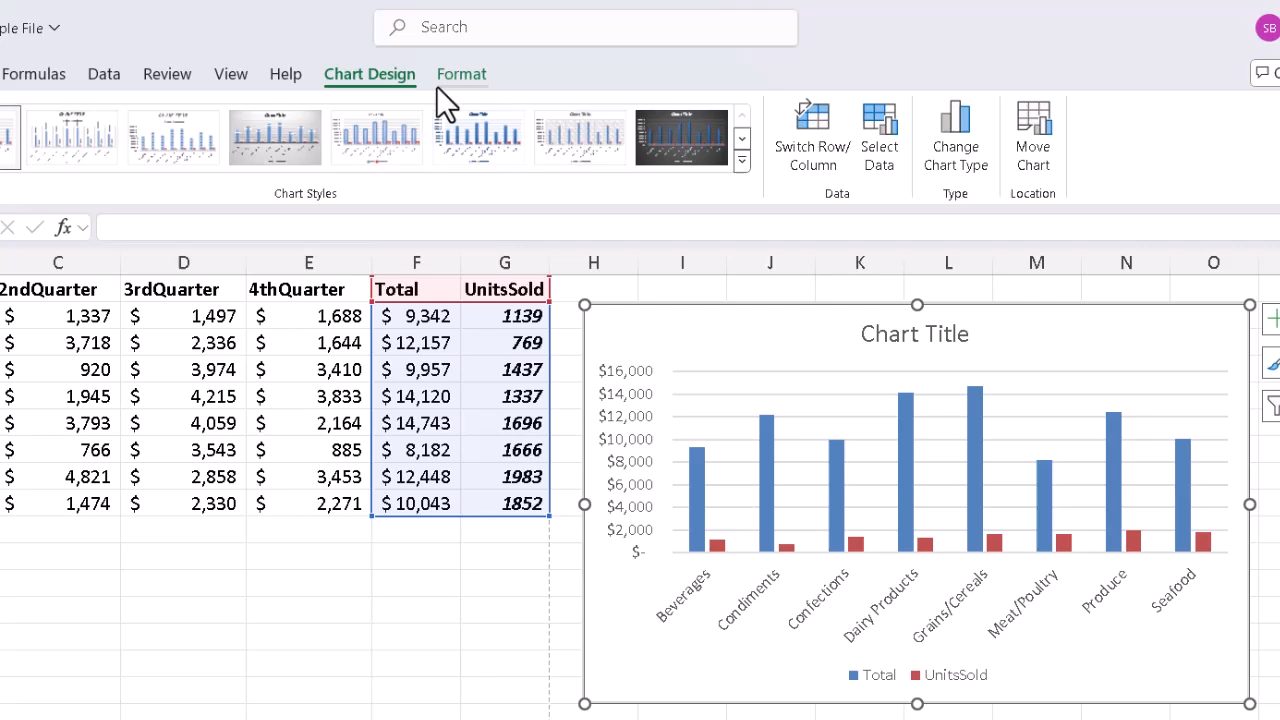 ple File
Search
SB
Formulas Data Review View Help Chart Design Format
Switch Row/
Column
Select
Data
Change
Chart Type
Move
Chart
Chart Styles Data Type Location
fx
C D E F G H I J K L M N O
2ndQuarter 3rdQuarter 4thQuarter Total UnitsSold
$ 1,337 $ 1,497 $ 1,688 $ 9,342 1139
$ 3,718 $ 2,336 $ 1,644 $ 12,157 769
$ 920 $ 3,974 $ 3,410 $ 9,957 1437
$ 1,945 $ 4,215 $ 3,833 $ 14,120 1337
$ 3,793 $ 4,059 $ 2,164 $ 14,743 1696
$ 766 $ 3,543 $ 885 $ 8,182 1666
$ 4,821 $ 2,858 $ 3,453 $ 12,448 1983
$ 1,474 $ 2,330 $ 2,271 $ 10,043 1852
Chart Title
$16,000
$14,000
$12,000
$10,000
$8,000
$6,000
$4,000
$2,000
$-
Beverages
Condiments
Confections
Dairy Products
Grains/Cereals
Meat/Poultry
Produce
Seafood
Total UnitsSold